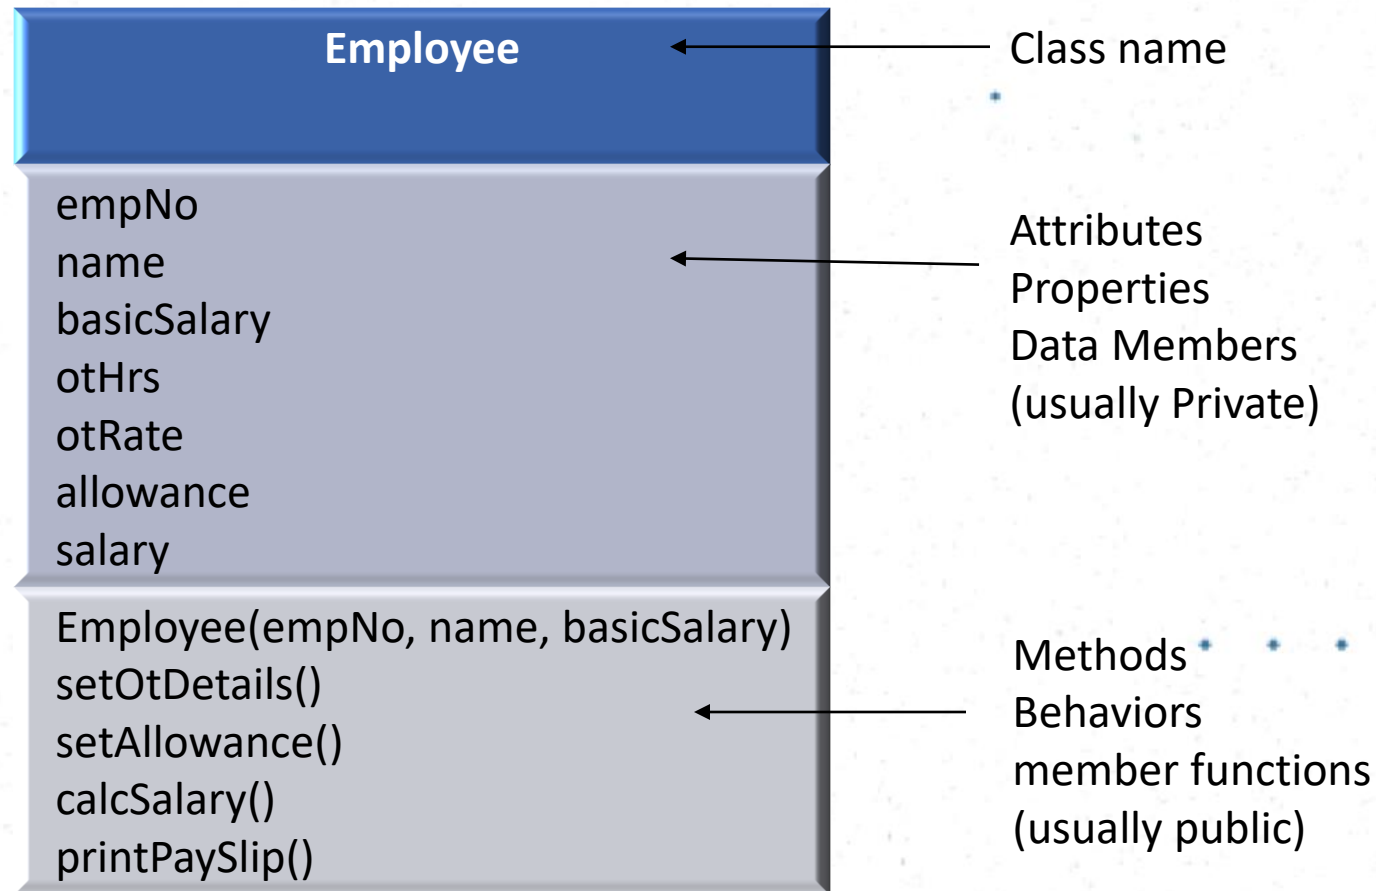 Employee
Class name
empNo
name
basicSalary
otHrs
otRate
allowance
salary
Attributes
Properties
Data Members
(usually Private)
Employee(empNo, name, basicSalary)
setOtDetails()
setAllowance()
calcSalary()
printPaySlip()
Methods
Behaviors
member functions
(usually public)